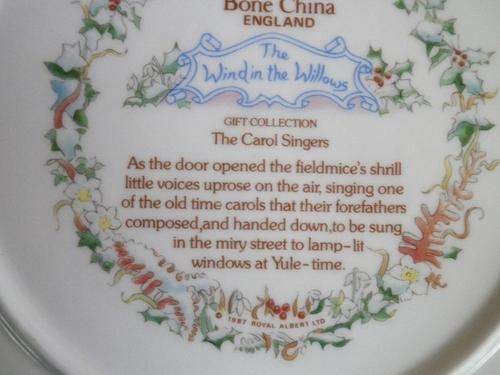 Bone China
ENGLAND
The
Wind in the Willows
GIFT COLLECTION
The Carol Singers
As the door opened the fieldmice's shrill
little voices uprose on the air, singing one
of the old time carols that their forefathers
composed,and handed down,to be sung
in the miry street to lamp-lit
windows at Yule-time.
1987 ROYAL ALBERT LTD